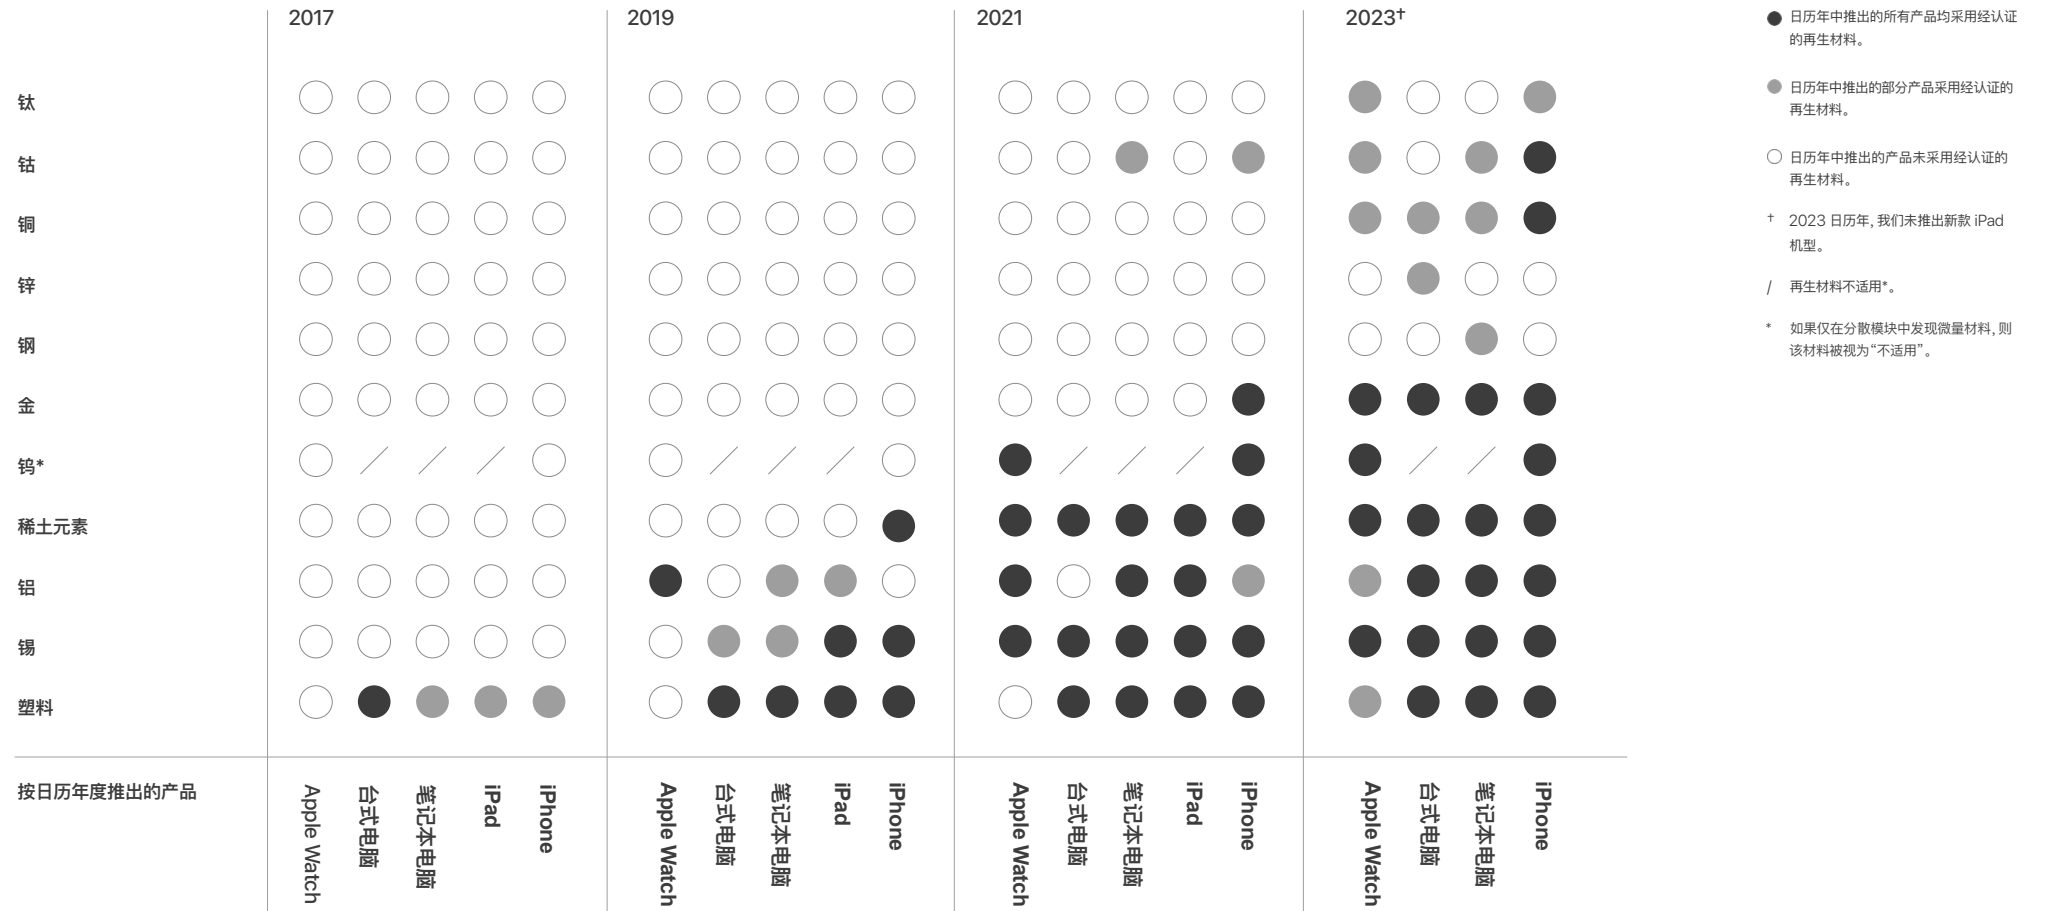 2017
2019
2021
2023†
钛
钴
铜
锌
钢
金
钨*
稀土元素
铝
锡
塑料
按日历年度推出的产品
Apple Watch
台式电脑
笔记本电脑
iPad
iPhone
Apple Watch
台式电脑
笔记本电脑
iPad
iPhone
Apple Watch
台式电脑
笔记本电脑
iPad
iPhone
Apple Watch
台式电脑
笔记本电脑
iPhone
日历年中推出的所有产品均采用经认证
的再生材料。
日历年中推出的部分产品采用经认证的
再生材料。
日历年中推出的产品未采用经认证的
再生材料。
† 2023 日历年，我们未推出新款 iPad
机型。
/ 再生材料不适用*。
* 如果仅在分散模块中发现微量材料，则
该材料被视为“不适用”。